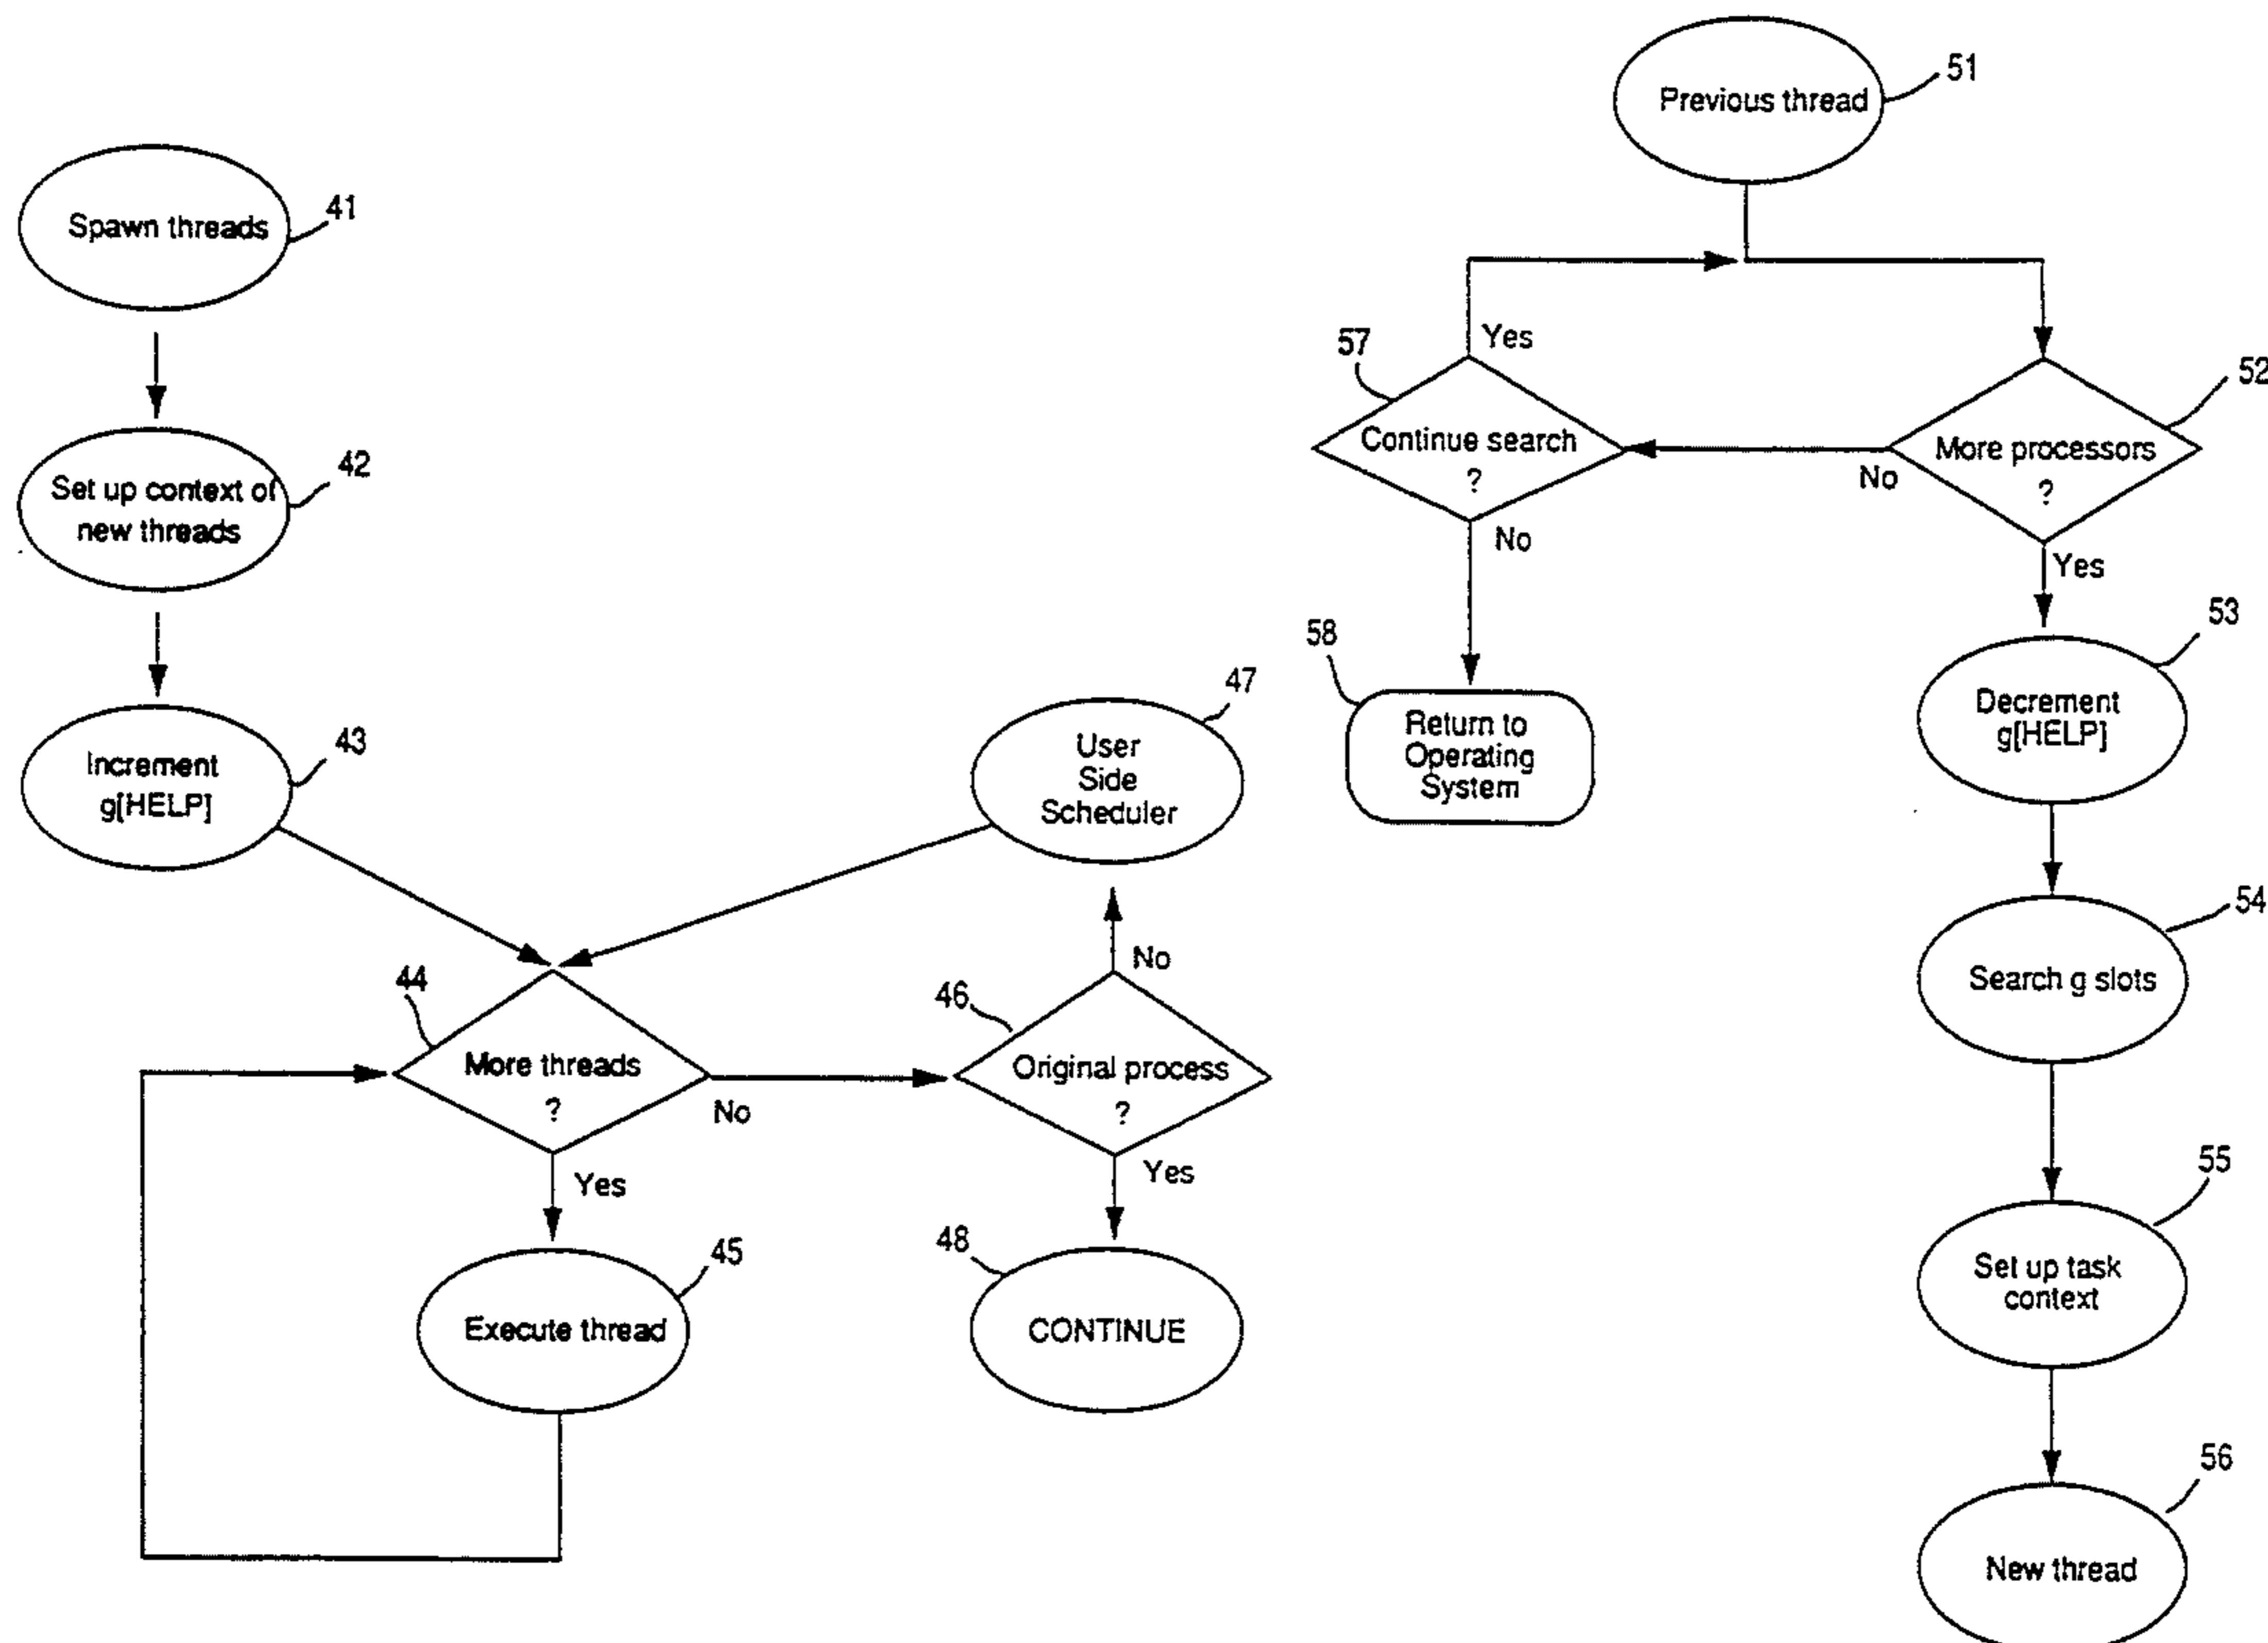 Spawn threads
41
Set up context of
new threads
42
Increment
g[HELP]
43
44
More threads
?
No
Yes
Execute thread
45
46
Original process
?
No
Yes
User
Side
Scheduler
47
48
CONTINUE
Previous thread
51
52
More processors
?
No
Yes
57
Continue search
?
Yes
No
58
Return to
Operating
System
53
Decrement
g[HELP]
54
Search g slots
55
Set up task
context
56
New thread